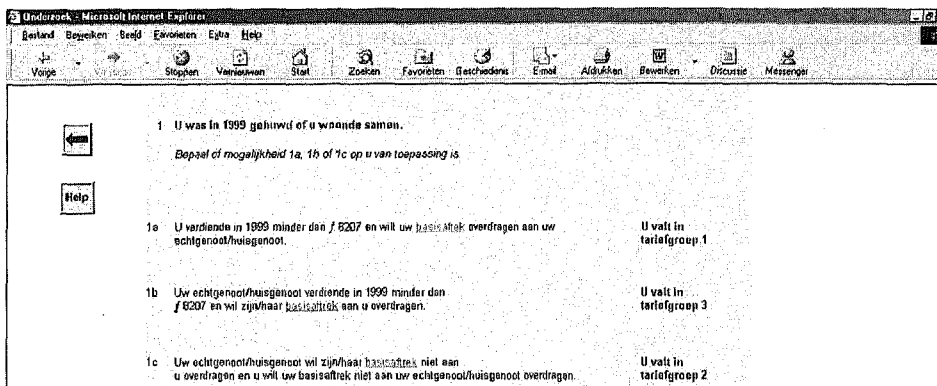 Onderzoek - Microsoft Internet Explorer
Bestand Bewerken Beeld Favorieten Extra Help
Vorige Stoppen Vernieuwen Start Zoeken Favorieten Geschiedenis E-mail Afdrukken Bewerken Discussie Messenger
1 U was in 1999 gehuwd of u woonde samen.
Bepaal of mogelijkheid 1a, 1b of 1c op u van toepassing is
Help
1a U verdiende in 1999 minder dan ƒ 8207 en wilt uw basisaftrek overdragen aan uw U valt in
echtgenoot/huisgenoot. tariefgroep 1
1b Uw echtgenoot/huisgenoot verdiende in 1999 minder dan U valt in
ƒ 8207 en wil zijn/haar basisaftrek aan u overdragen. tariefgroep 3
1c Uw echtgenoot/huisgenoot wil zijn/haar basisaftrek niet aan U valt in
u overdragen en u wilt uw basisaftrek niet aan uw echtgenoot/huisgenoot overdragen. tariefgroep 2